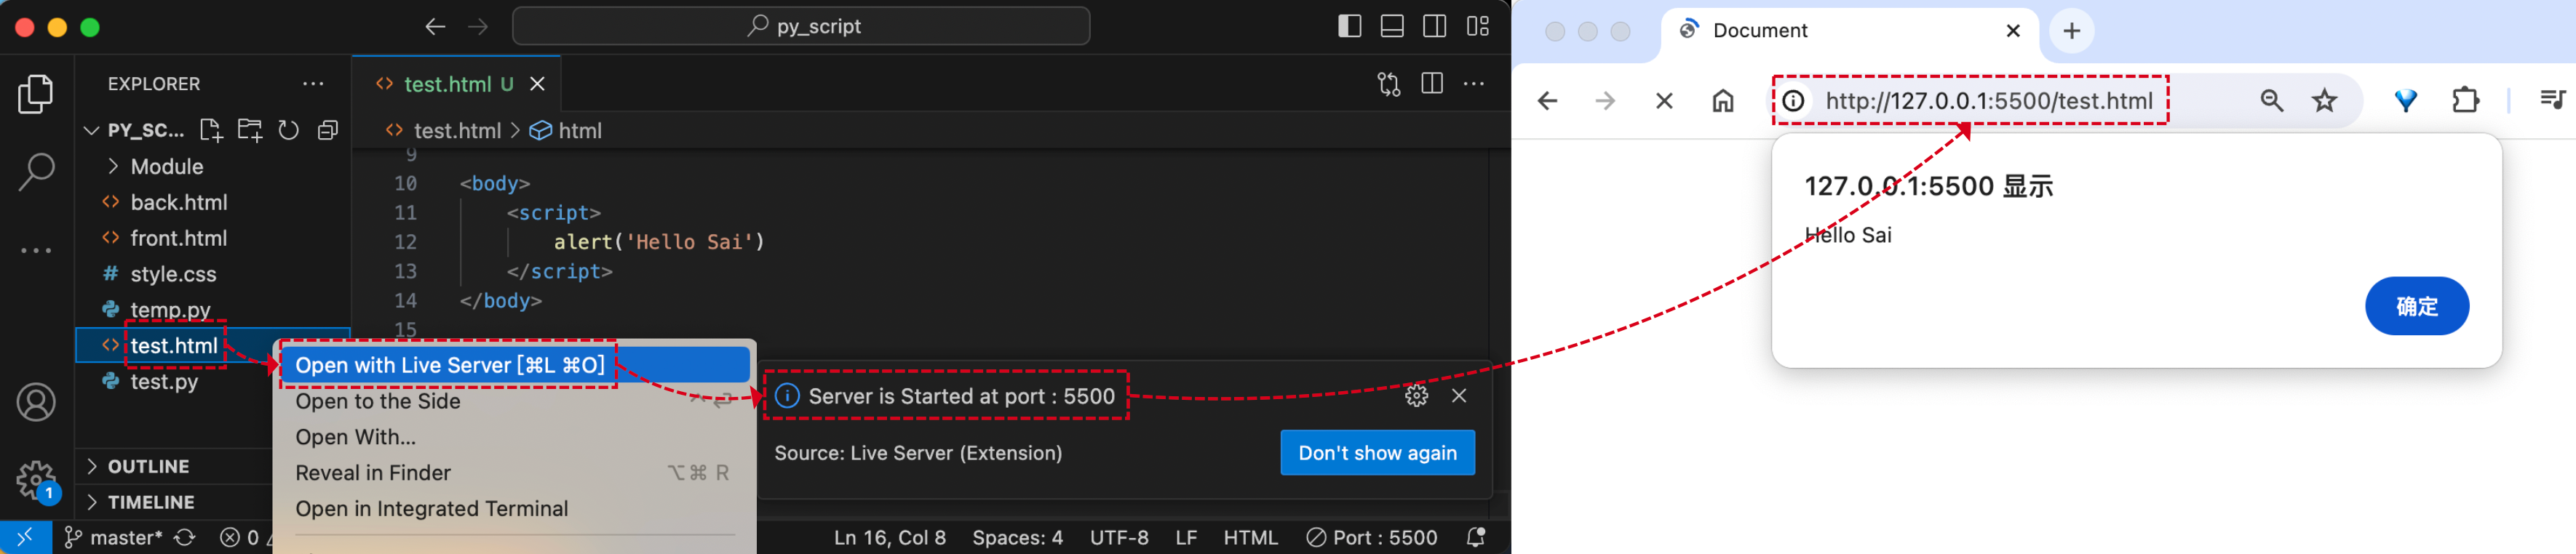 py_script
EXPLORER
PY_SC...
Module
back.html
front.html
style.css
temp.py
test.html
test.py
OUTLINE
TIMELINE
test.html U
test.html > html
9
10 <body>
11 <script>
12 alert('Hello Sai')
13 </script>
14 </body>
15
Open with Live Server [⌘L ⌘O]
Open to the Side
Open With...
Reveal in Finder ⌥⌘ R
Open in Integrated Terminal
Server is Started at port : 5500
Source: Live Server (Extension)
Don't show again
1
master* 0
Ln 16, Col 8 Spaces: 4 UTF-8 LF HTML Port : 5500
Document
http://127.0.0.1:5500/test.html
127.0.0.1:5500 显示
Hello Sai
确定